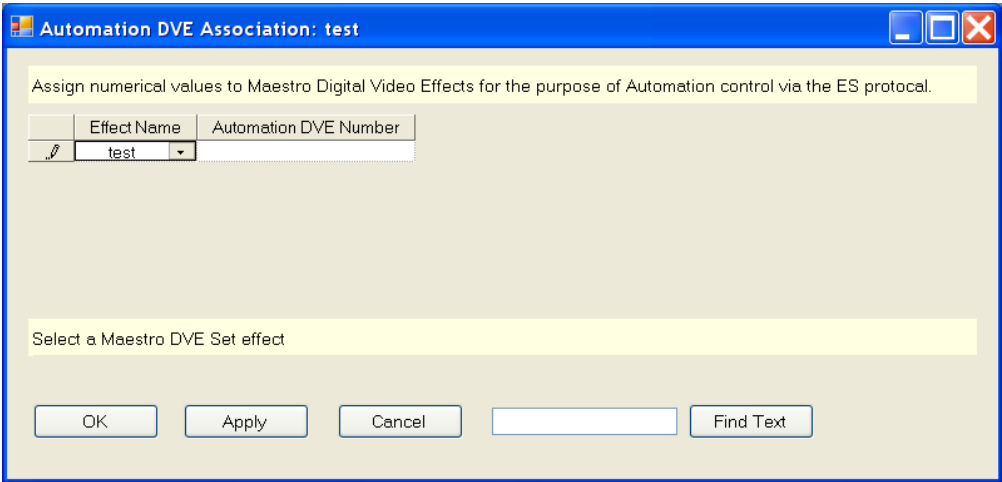 Automation DVE Association: test
Assign numerical values to Maestro Digital Video Effects for the purpose of Automation control via the ES protocal.
Effect Name Automation DVE Number
test
Select a Maestro DVE Set effect
OK Apply Cancel Find Text